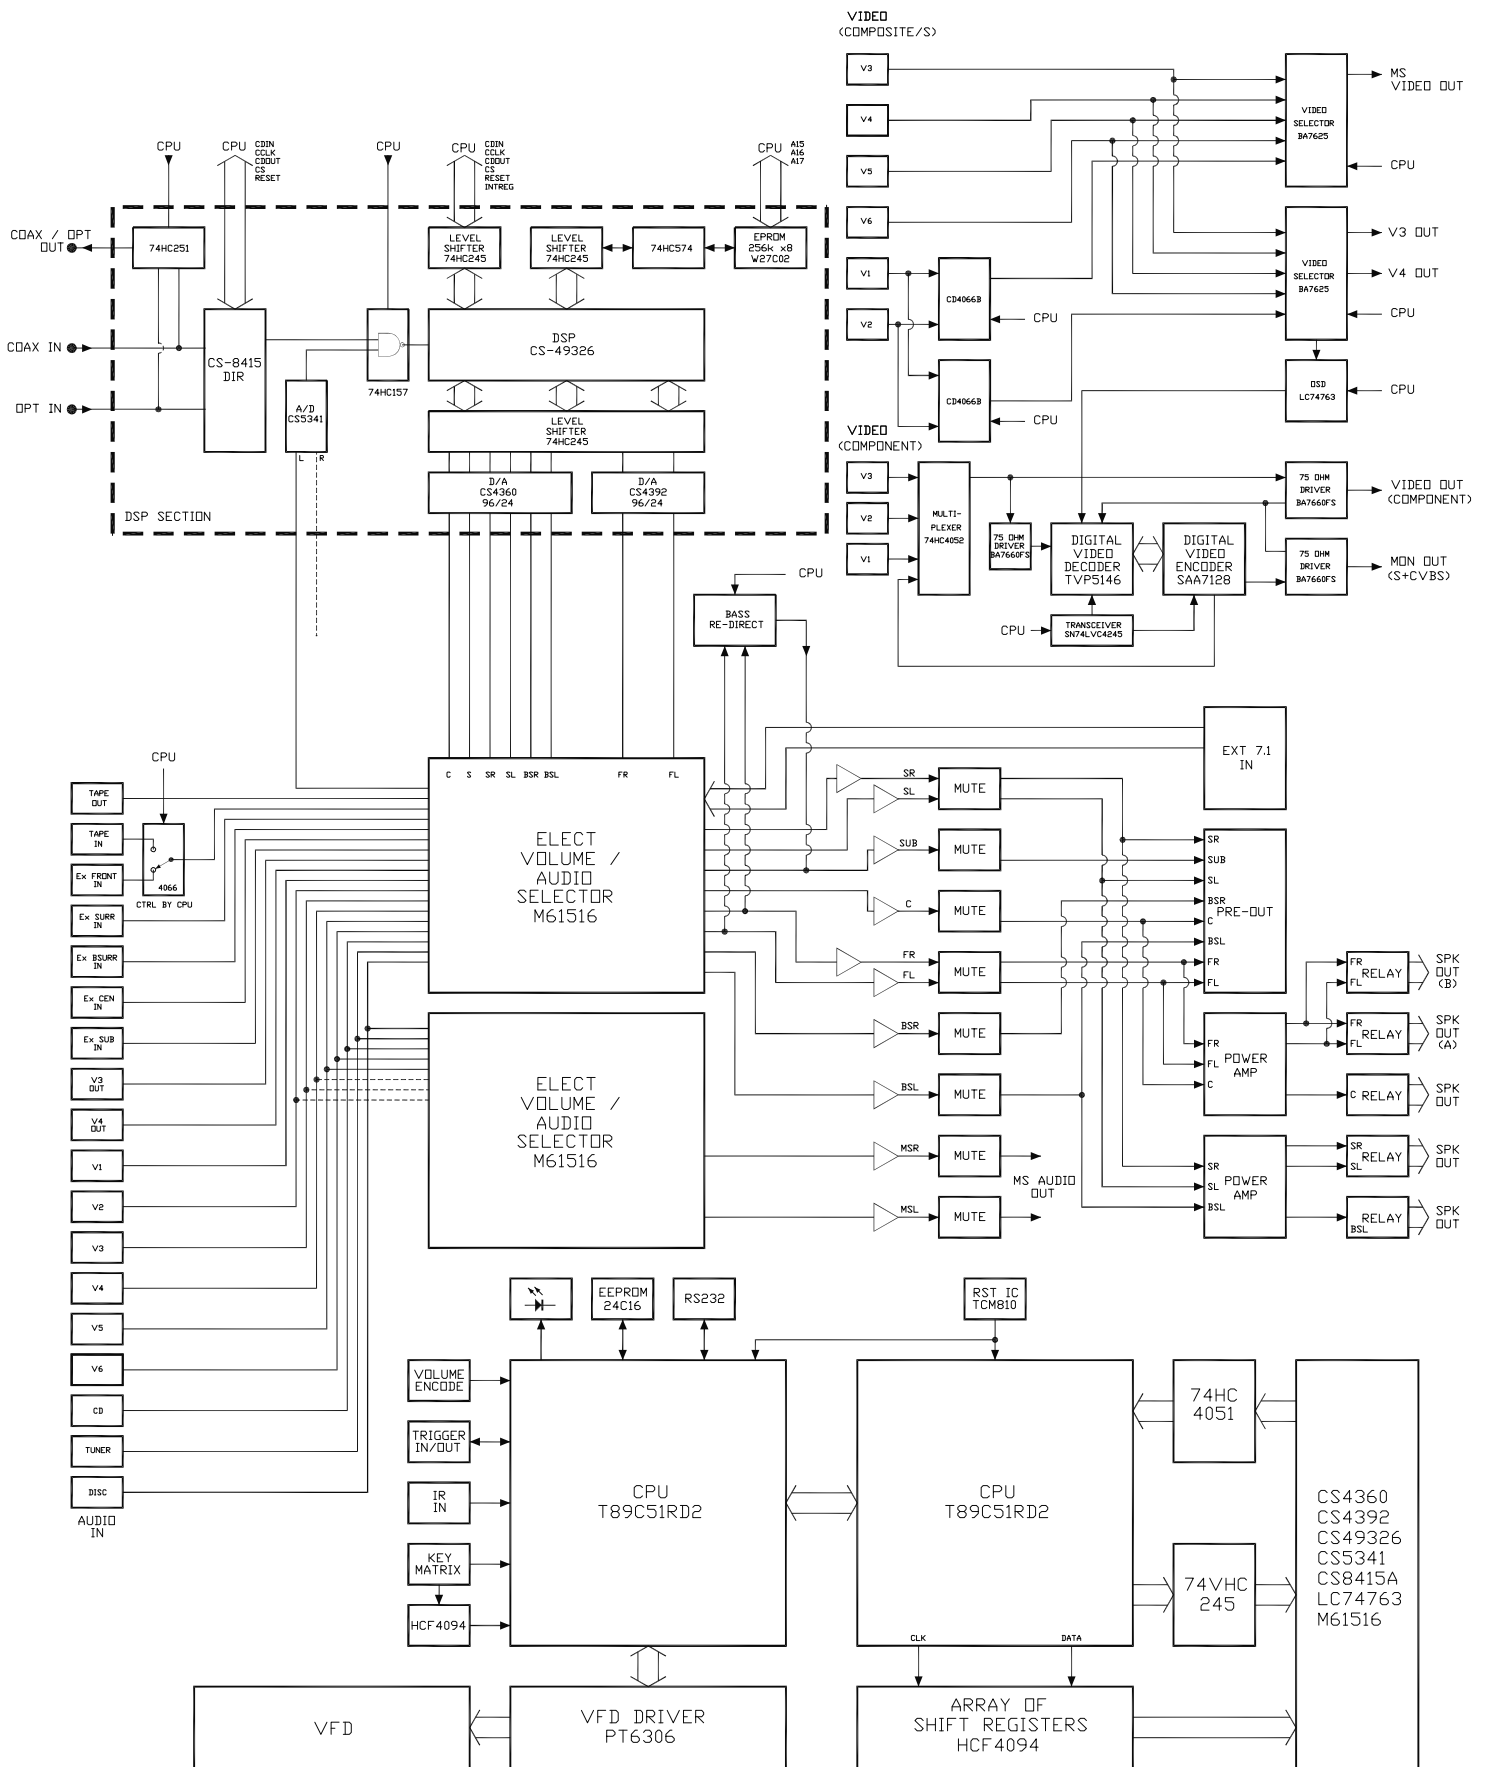 VIDEO
(COMPOSITE/S)
V3
V4
V5
V6
V1
V2
CD4066B
CPU
CD4066B
CPU
VIDEO
SELECTOR
BA7625
MS
VIDEO OUT
CPU
VIDEO
SELECTOR
BA7625
V3 OUT
V4 OUT
CPU
OSD
LC74763
CPU
VIDEO
(COMPONENT)
V3
V2
V1
MULTI-
PLEXER
74HC4052
75 OHM
DRIVER
BA7660FS
DIGITAL
VIDEO
DECODER
TVP5146
DIGITAL
VIDEO
ENCODER
SAA7128
75 OHM
DRIVER
BA7660FS
VIDEO OUT
(COMPONENT)
75 OHM
DRIVER
BA7660FS
MON OUT
(S+CVBS)
CPU
TRANSCEIVER
SN74LVC4245
CPU
CPU
CDIN
CCLK
CDOUT
CS
RESET
CPU
CPU
CDIN
CCLK
CDOUT
CS
RESET
INTREG
CPU
A15
A16
A17
COAX / OPT
OUT
74HC251
LEVEL
SHIFTER
74HC245
LEVEL
SHIFTER
74HC245
74HC574
EPROM
256k x8
W27C02
COAX IN
OPT IN
CS-8415
DIR
A/D
CS5341
L
R
74HC157
DSP
CS-49326
LEVEL
SHIFTER
74HC245
D/A
CS4360
96/24
D/A
CS4392
96/24
DSP SECTION
CPU
BASS
RE-DIRECT
EXT 7.1
IN
CPU
TAPE
OUT
TAPE
IN
Ex FRONT
IN
4066
CTRL BY CPU
Ex SURR
IN
Ex BSURR
IN
Ex CEN
IN
Ex SUB
IN
V3
OUT
V4
OUT
V1
V2
V3
V4
V5
V6
CD
TUNER
DISC
AUDIO
IN
C S SR SL BSR BSL FR FL
ELECT
VOLUME /
AUDIO
SELECTOR
M61516
ELECT
VOLUME /
AUDIO
SELECTOR
M61516
SR
SL
MUTE
SUB
MUTE
C
MUTE
FR
FL
MUTE
BSR
MUTE
BSL
MUTE
MSR
MUTE
MSL
MUTE
MS AUDIO
OUT
SR
SUB
SL
BSR
C
BSL
FR
FL
PRE-OUT
FR
FL
C
POWER
AMP
SR
SL
BSL
POWER
AMP
FR
FL
RELAY
SPK
OUT
(B)
FR
FL
RELAY
SPK
OUT
(A)
C RELAY
SPK
OUT
SR
SL
RELAY
SPK
OUT
RELAY
BSL
SPK
OUT
EEPROM
24C16
RS232
RST IC
TCM810
VOLUME
ENCODE
TRIGGER
IN/OUT
IR
IN
KEY
MATRIX
HCF4094
CPU
T89C51RD2
CPU
T89C51RD2
CLK
DATA
74HC
4051
74VHC
245
CS4360
CS4392
CS49326
CS5341
CS8415A
LC74763
M61516
VFD
VFD DRIVER
PT6306
ARRAY OF
SHIFT REGISTERS
HCF4094